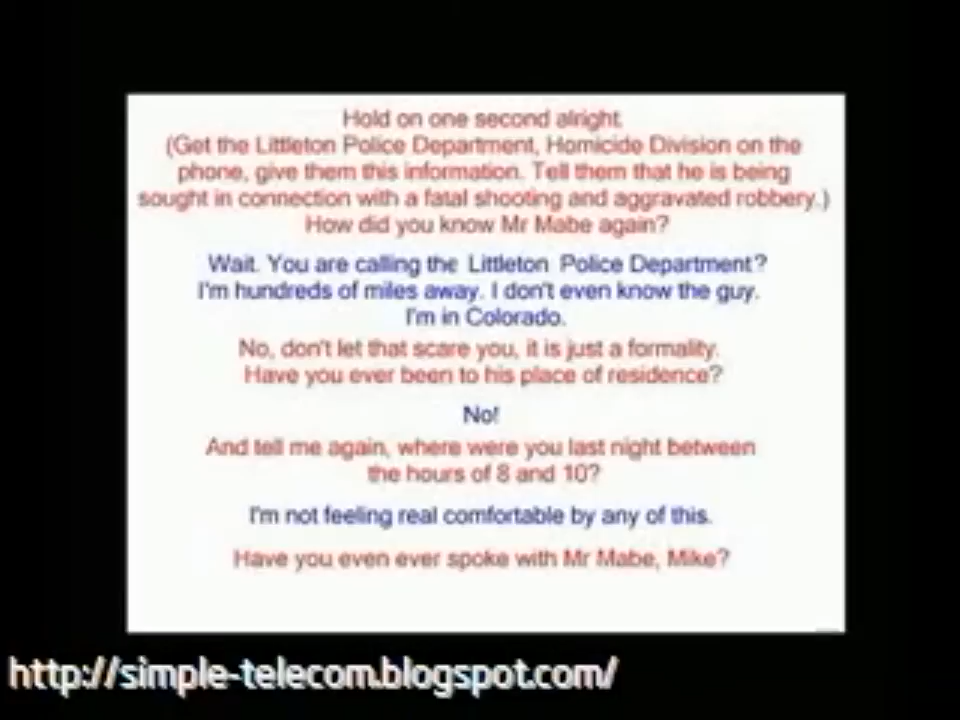 Hold on one second alright.
(Get the Littleton Police Department, Homicide Division on the
phone, give them this information. Tell them that he is being
sought in connection with a fatal shooting and aggravated robbery.)
How did you know Mr Mabe again?
Wait. You are calling the Littleton Police Department?
I'm hundreds of miles away. I don't even know the guy.
I'm in Colorado.
No, don't let that scare you, it is just a formality.
Have you ever been to his place of residence?
No!
And tell me again, where were you last night between
the hours of 8 and 10?
I'm not feeling real comfortable by any of this.
Have you even ever spoke with Mr Mabe, Mike?
http://simple-telecom.blogspot.com/